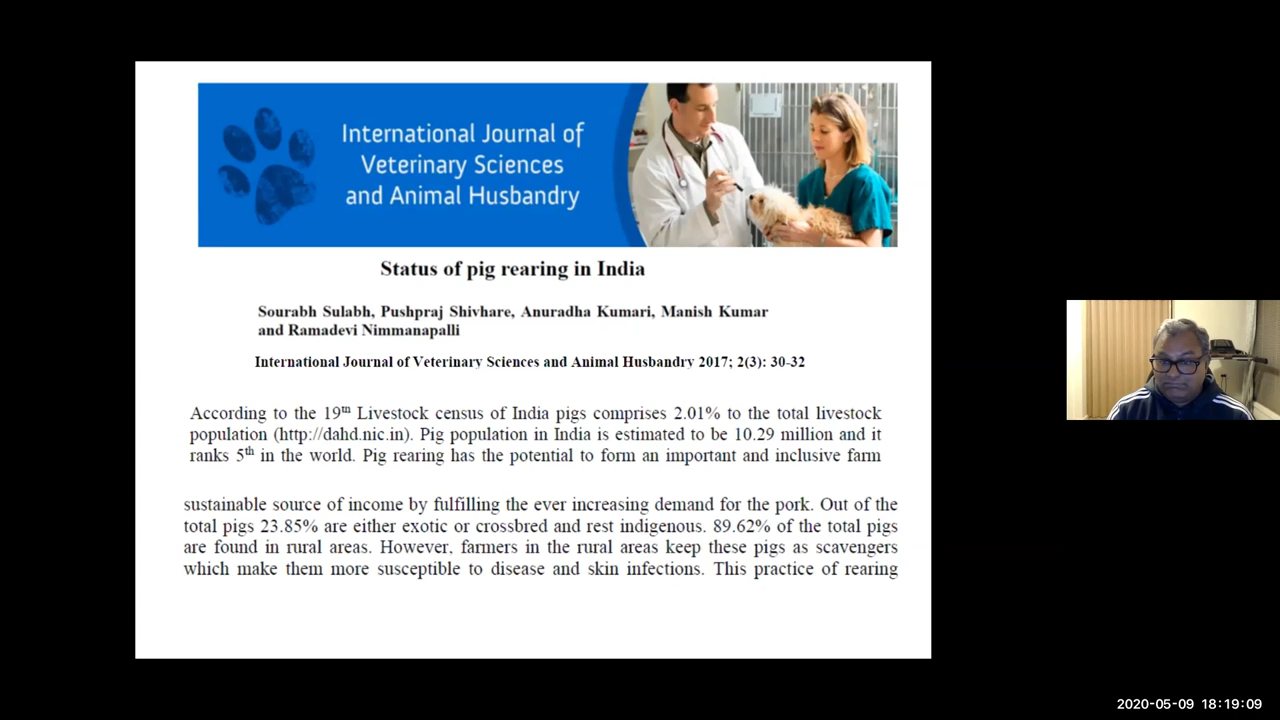 International Journal of
Veterinary Sciences
and Animal Husbandry
Status of pig rearing in India
Sourabh Sulabh, Pushpraj Shivhare, Anuradha Kumari, Manish Kumar
and Ramadevi Nimmanapalli
International Journal of Veterinary Sciences and Animal Husbandry 2017; 2(3): 30-32
According to the 19th Livestock census of India pigs comprises 2.01% to the total livestock
population (http://dahd.nic.in). Pig population in India is estimated to be 10.29 million and it
ranks 5th in the world. Pig rearing has the potential to form an important and inclusive farm
sustainable source of income by fulfilling the ever increasing demand for the pork. Out of the
total pigs 23.85% are either exotic or crossbred and rest indigenous. 89.62% of the total pigs
are found in rural areas. However, farmers in the rural areas keep these pigs as scavengers
which make them more susceptible to disease and skin infections. This practice of rearing
2020-05-09 18:19:09